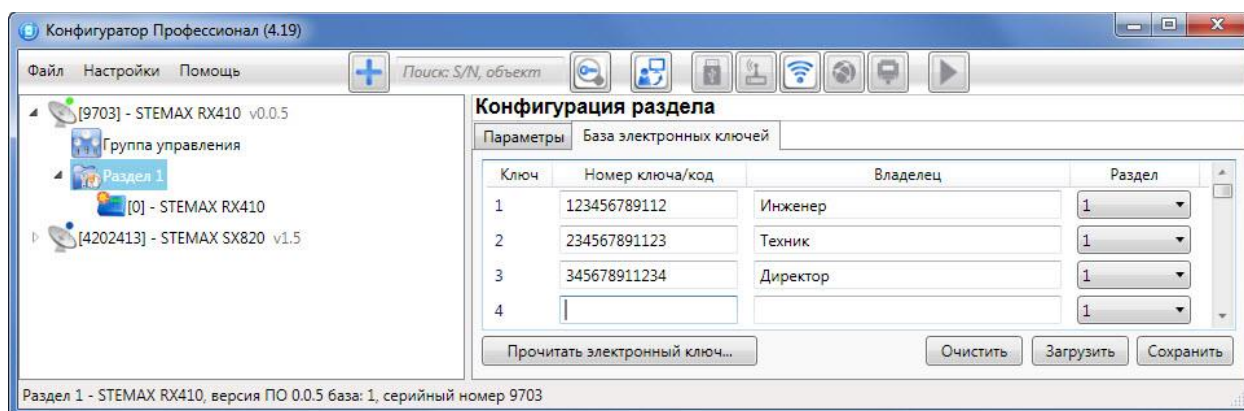 Конфигуратор Профессионал (4.19)
Файл Настройки Помощь Поиск: S/N, объект
[9703] - STEMAX RX410 v0.0.5
Группа управления
Раздел 1
[0] - STEMAX RX410
[4202413] - STEMAX SX820 v1.5
Конфигурация раздела
Параметры База электронных ключей
Ключ Номер ключа/код Владелец Раздел
1 123456789112 Инженер 1
2 234567891123 Техник 1
3 345678911234 Директор 1
4 1
Прочитать электронный ключ... Очистить Загрузить Сохранить
Раздел 1 - STEMAX RX410, версия ПО 0.0.5 база: 1, серийный номер 9703